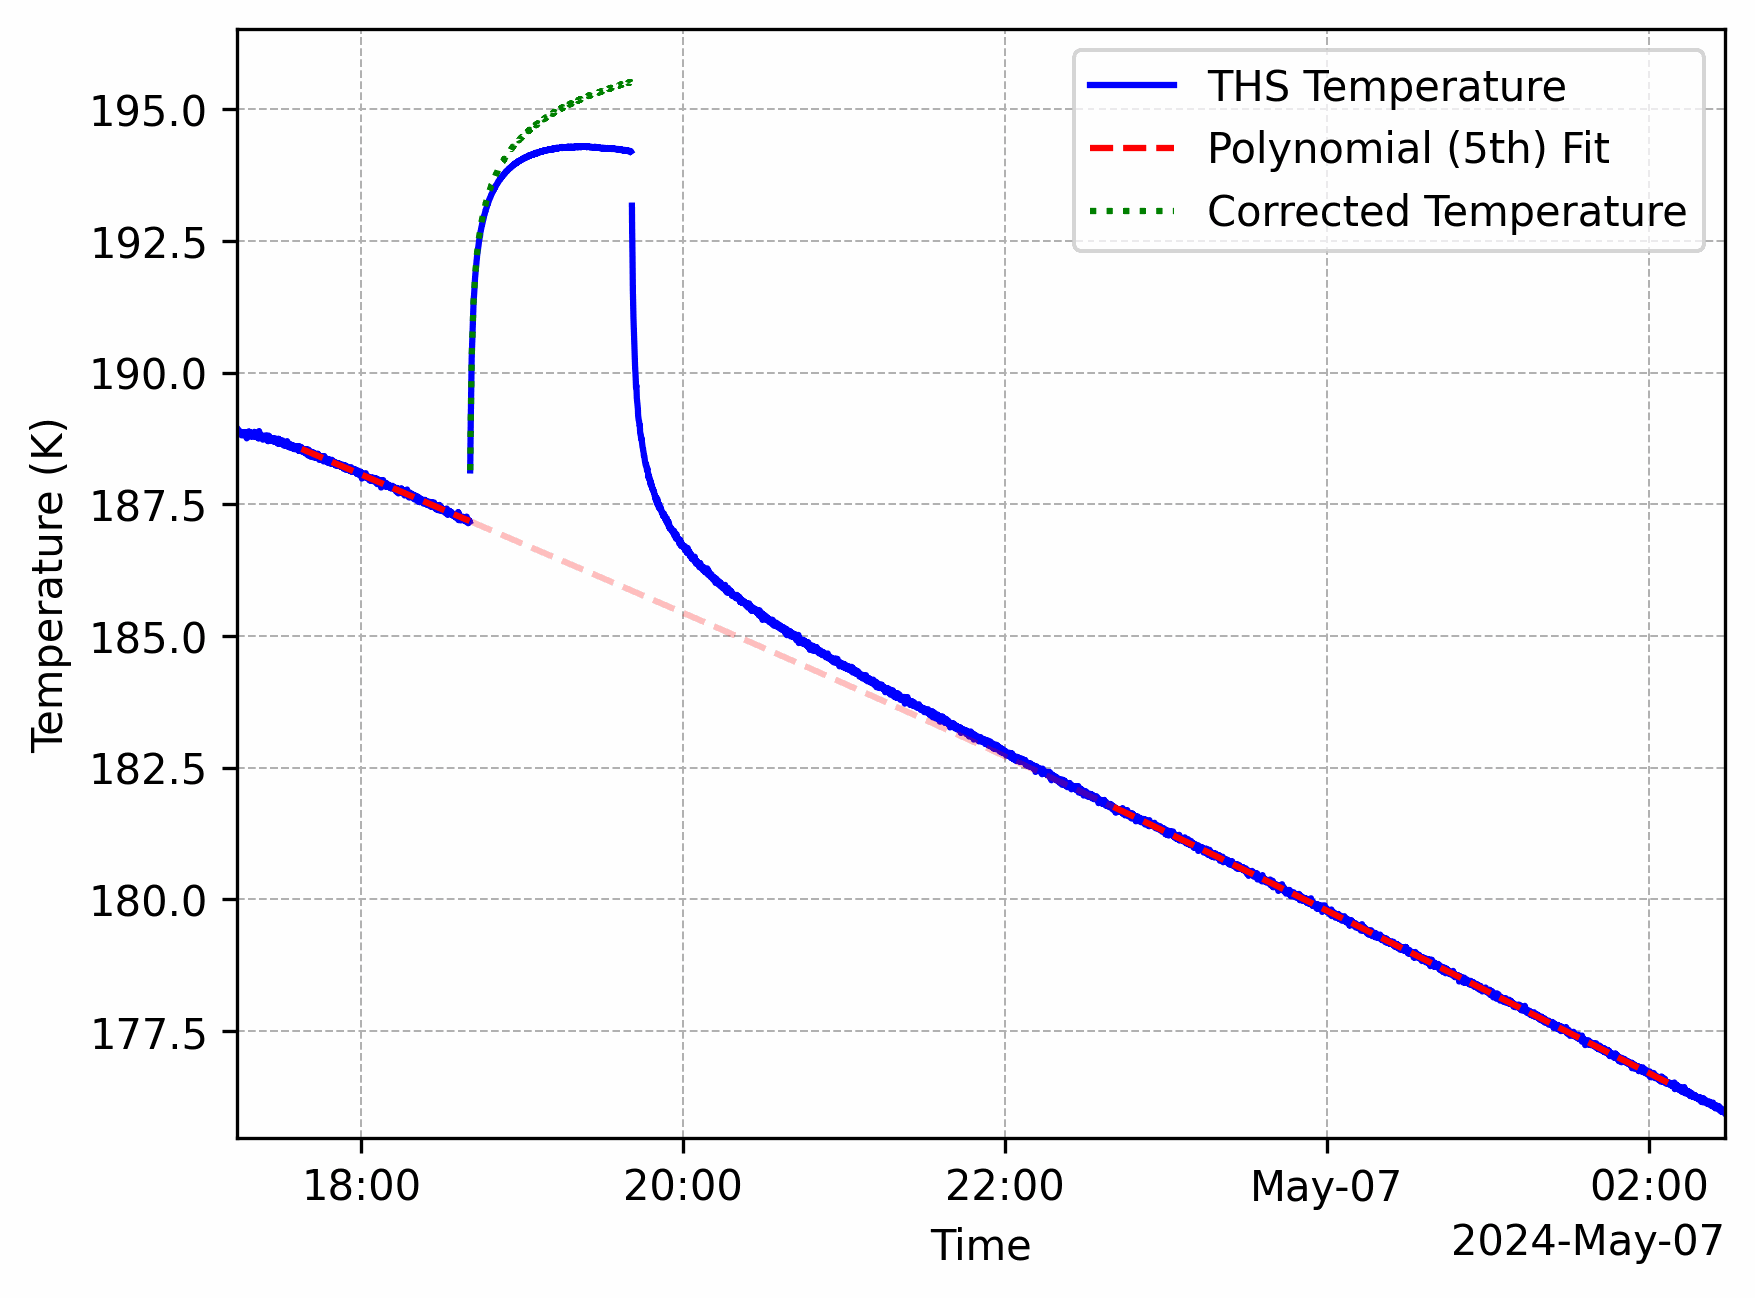 THS Temperature
Polynomial (5th) Fit
Corrected Temperature
Temperature (K)
195.0
192.5
190.0
187.5
185.0
182.5
180.0
177.5
18:00 20:00 22:00 May-07 02:00
Time
2024-May-07